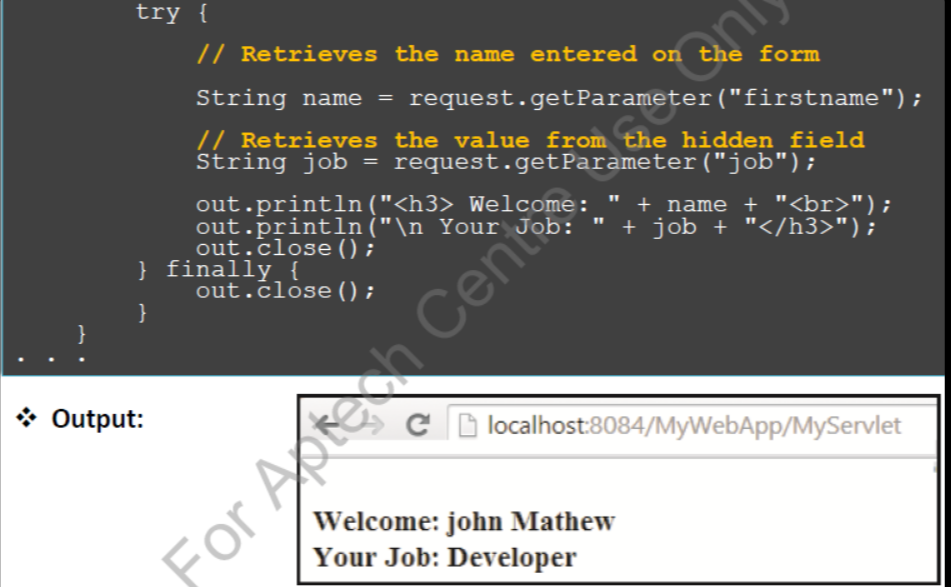 try {
// Retrieves the name entered on the form
String name = request.getParameter("firstname");
// Retrieves the value from the hidden field
String job = request.getParameter("job");
out.println("<h3> Welcome: " + name + "<br>");
out.println("\n Your Job: " + job + "</h3>");
out.close();
} finally {
out.close();
}
}
. . .
❖ Output:
localhost:8084/MyWebApp/MyServlet
Welcome: john Mathew
Your Job: Developer
For Aptech Centre Use Only